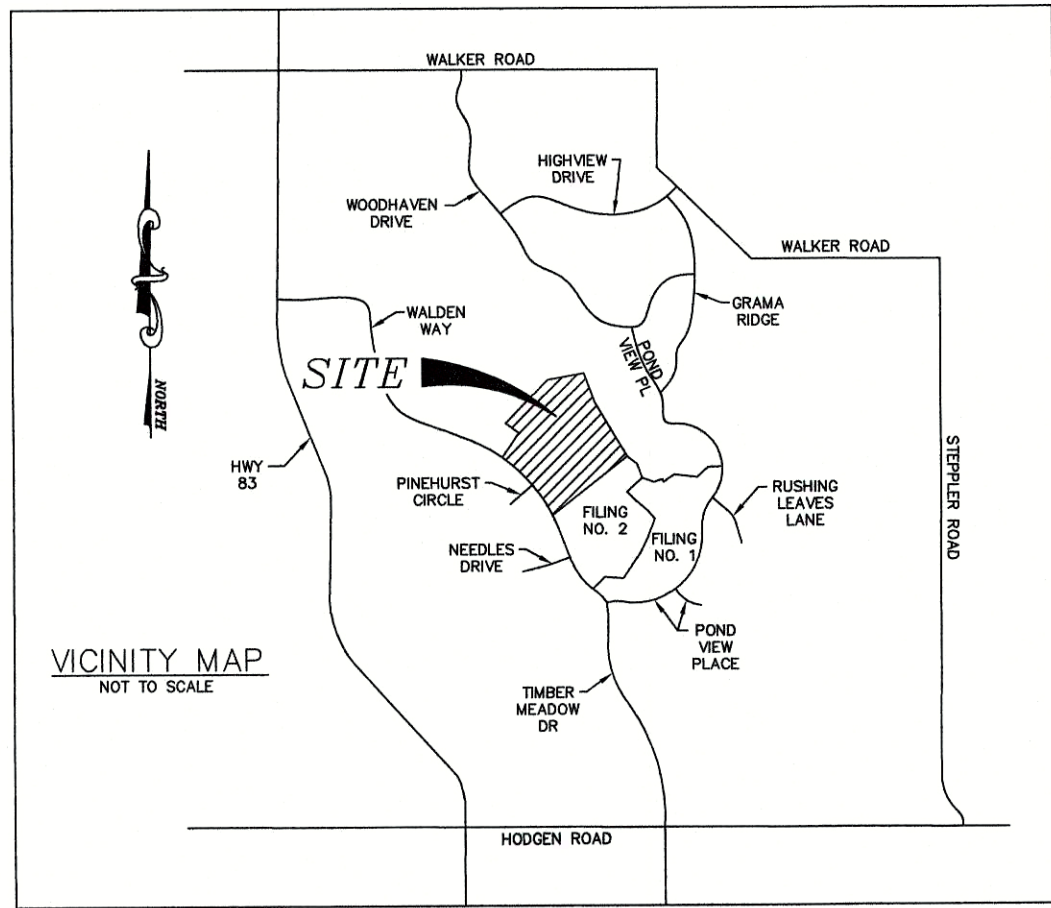 WALKER ROAD
HIGHVIEW
DRIVE
WOODHAVEN
DRIVE
WALKER ROAD
GRAMA
RIDGE
WALDEN
WAY
POND
VIEW PL
SITE
NORTH
HWY
83
PINEHURST
CIRCLE
FILING
NO. 2
RUSHING
LEAVES
LANE
STEPPLER ROAD
FILING
NO. 1
NEEDLES
DRIVE
POND
VIEW
PLACE
VICINITY MAP
NOT TO SCALE
TIMBER
MEADOW
DR
HODGEN ROAD